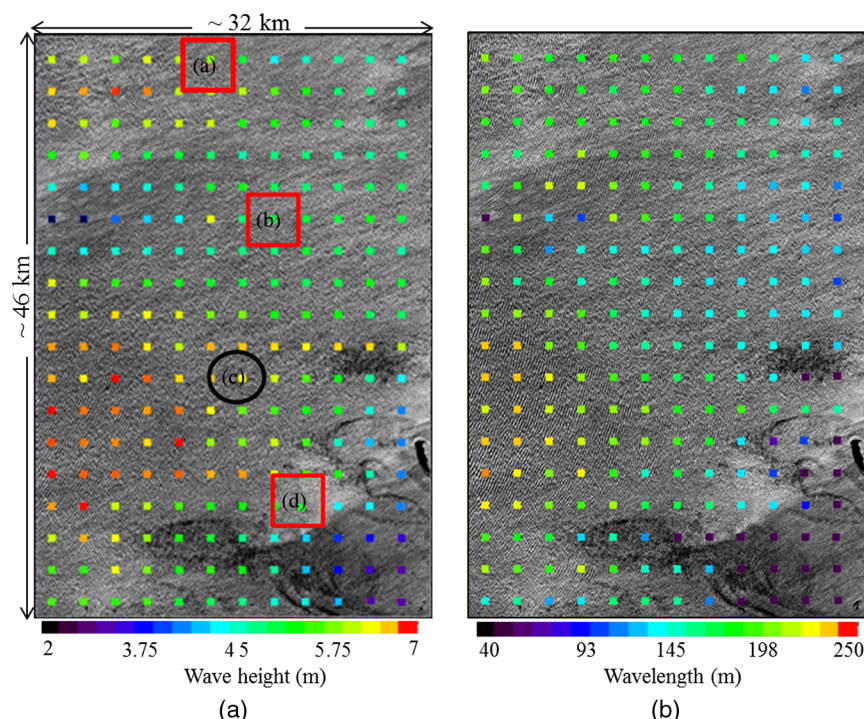 ~ 32 km
~ 46 km
(a)
(b)
(c)
(d)
2 3.75 4 5 5.75 7
Wave height (m)
(a)
40 93 145 198 250
Wavelength (m)
(b)